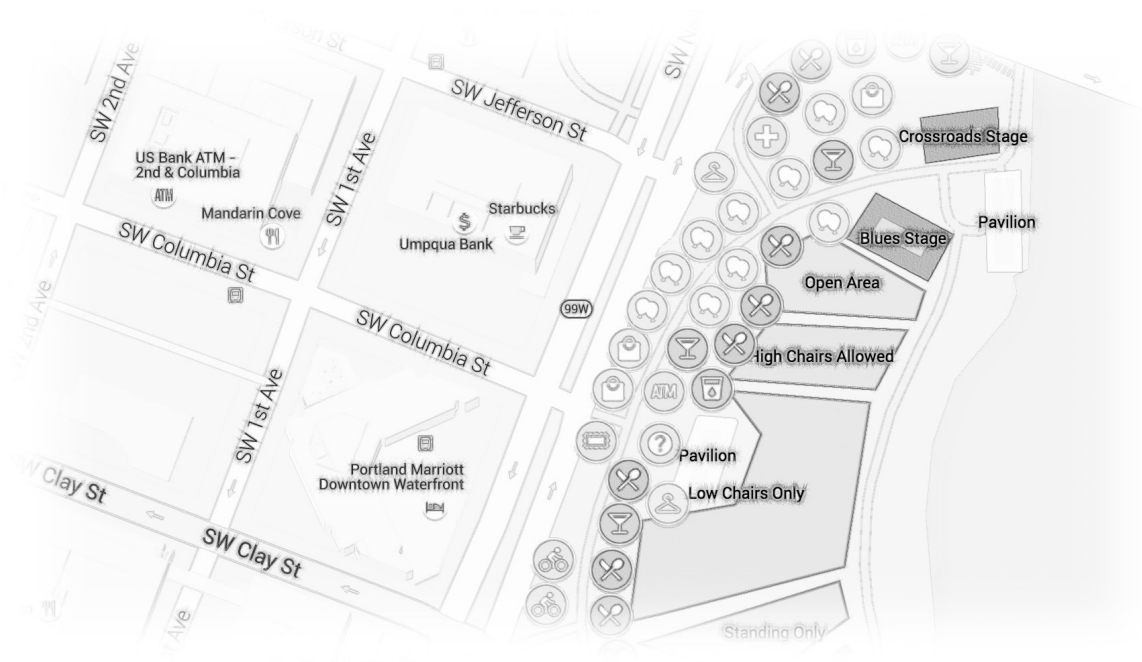 SW 2nd Ave
SW Jefferson St
SW N
Crossroads Stage
US Bank ATM -
2nd & Columbia
ATM
SW 1st Ave
Mandarin Cove
Starbucks
$
Umpqua Bank
Pavilion
Blues Stage
SW Columbia St
Open Area
2nd Ave
99W
SW Columbia St
High Chairs Allowed
ATM
SW 1st Ave
?
Pavilion
Portland Marriott
Downtown Waterfront
Low Chairs Only
W Clay St
SW Clay St
Ave
Standing Only